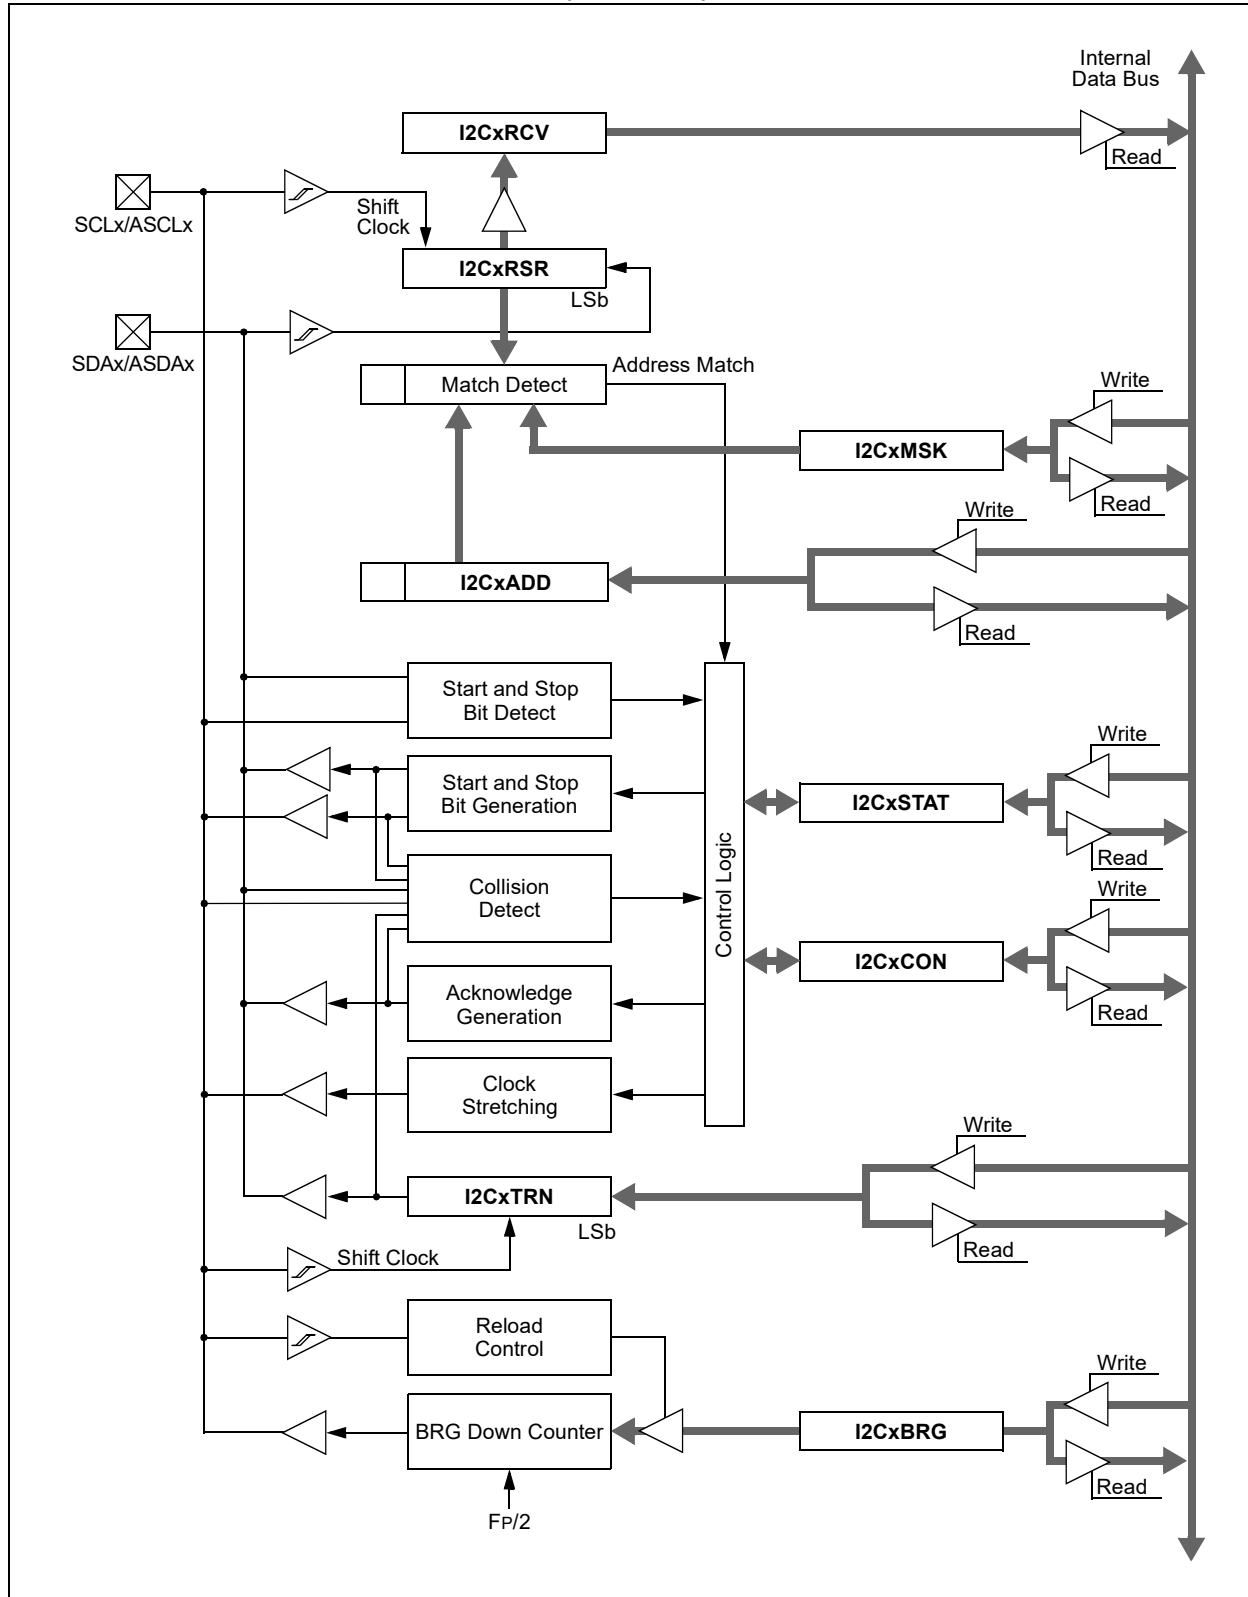 Internal
Data Bus
I2CxRCV
Read
SCLx/ASCLx
Shift
Clock
I2CxRSR
LSb
SDAx/ASDAx
Address Match
Match Detect
Write
I2CxMSK
Read
Write
I2CxADD
Read
Start and Stop
Bit Detect
Write
Start and Stop
Bit Generation
I2CxSTAT
Read
Control Logic
Collision
Detect
Write
I2CxCON
Read
Acknowledge
Generation
Clock
Stretching
Write
I2CxTRN
LSb
Read
Shift Clock
Reload
Control
Write
BRG Down Counter
I2CxBRG
Read
FP/2